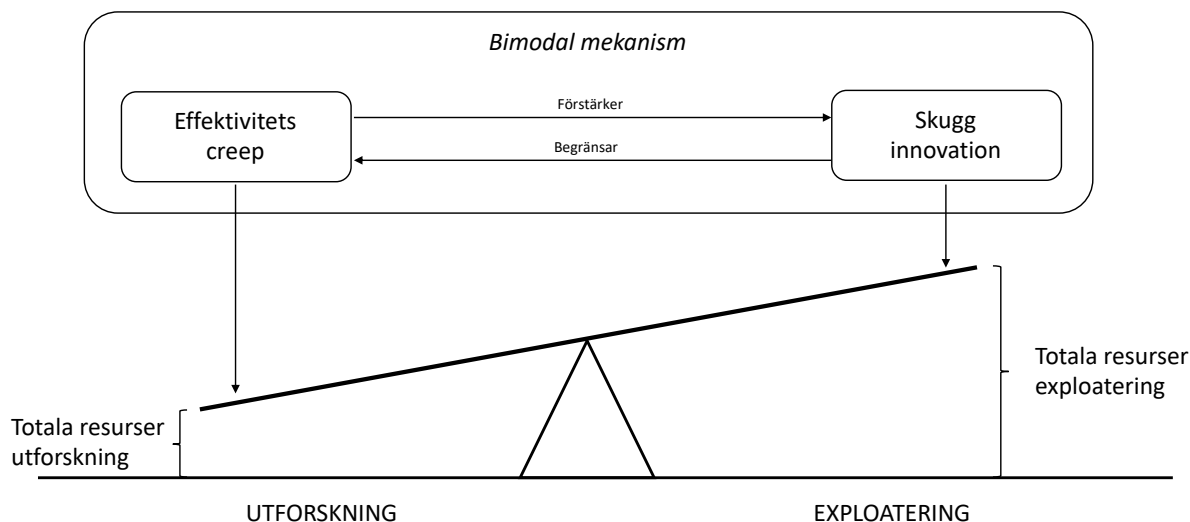 Bimodal mekanism
Effektivitets
creep
Förstärker
Begränsar
Skugg
innovation
Totala resurser
exploatering
Totala resurser
utforskning
UTFORSKNING
EXPLOATERING